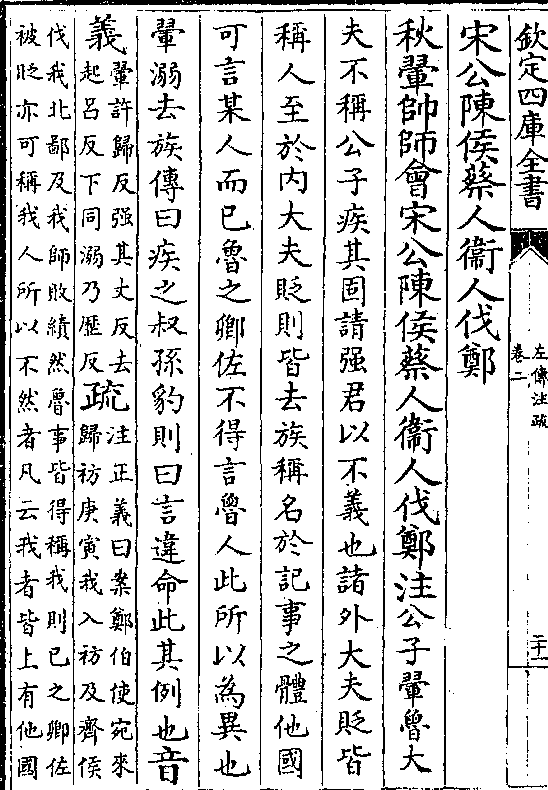 欽定四庫全書
左傳注疏
卷二
二十一
宋公陳侯蔡人衛人伐鄭
秋翬帥師會宋公陳侯蔡人衛人伐鄭注公子翬魯大
夫不稱公子疾其固請强君以不義也諸外大夫貶皆
稱人至於內大夫貶則皆去族稱名於記事之體他國
可言某人而已魯之卿佐不得言魯人此所以為異也
翬溺去族傳曰疾之叔孫豹則曰言違命此其例也音
義翬許歸反强其丈反去
起呂反下同溺乃歷反疏注正義曰案鄭伯使宛來
歸祊庚寅我入祊及齊侯
伐我北鄙及我師敗績然魯事皆得稱我則已之卿佐
被貶亦可稱我人所以不然者凡云我者皆上有他國